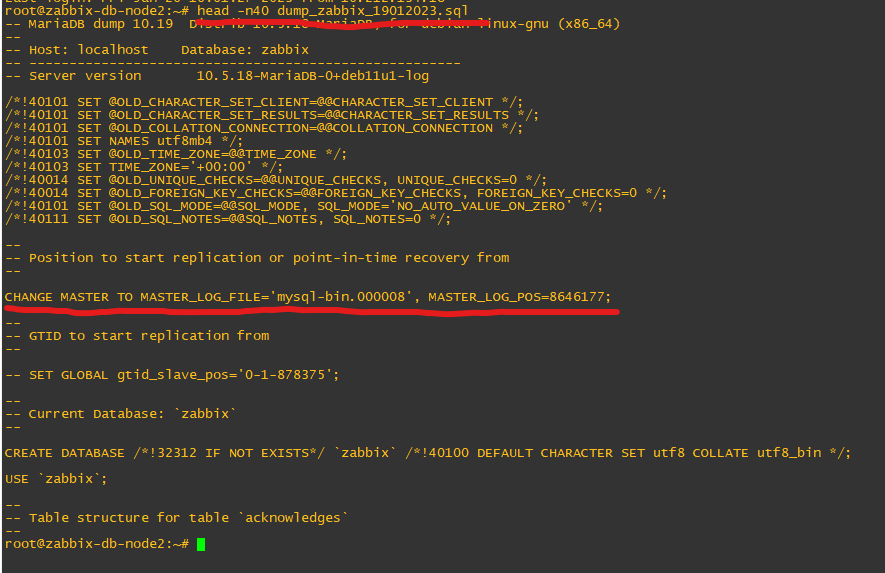 root@zabbix-db-node2:~# head -n40 dump_zabbix_19012023.sql
-- MariaDB dump 10.19 Distrib 10.5.18-MariaDB, for debian-linux-gnu (x86_64)
--
-- Host: localhost    Database: zabbix
-- ------------------------------------------------------
-- Server version       10.5.18-MariaDB-0+deb11u1-log
/*!40101 SET @OLD_CHARACTER_SET_CLIENT=@@CHARACTER_SET_CLIENT */;
/*!40101 SET @OLD_CHARACTER_SET_RESULTS=@@CHARACTER_SET_RESULTS */;
/*!40101 SET @OLD_COLLATION_CONNECTION=@@COLLATION_CONNECTION */;
/*!40101 SET NAMES utf8mb4 */;
/*!40103 SET @OLD_TIME_ZONE=@@TIME_ZONE */;
/*!40103 SET TIME_ZONE='+00:00' */;
/*!40014 SET @OLD_UNIQUE_CHECKS=@@UNIQUE_CHECKS, UNIQUE_CHECKS=0 */;
/*!40014 SET @OLD_FOREIGN_KEY_CHECKS=@@FOREIGN_KEY_CHECKS, FOREIGN_KEY_CHECKS=0 */;
/*!40101 SET @OLD_SQL_MODE=@@SQL_MODE, SQL_MODE='NO_AUTO_VALUE_ON_ZERO' */;
/*!40111 SET @OLD_SQL_NOTES=@@SQL_NOTES, SQL_NOTES=0 */;
--
-- Position to start replication or point-in-time recovery from
--
CHANGE MASTER TO MASTER_LOG_FILE='mysql-bin.000008', MASTER_LOG_POS=8646177;
--
-- GTID to start replication from
--
-- SET GLOBAL gtid_slave_pos='0-1-878375';
--
-- Current Database: `zabbix`
--
CREATE DATABASE /*!32312 IF NOT EXISTS*/ `zabbix` /*!40100 DEFAULT CHARACTER SET utf8 COLLATE utf8_bin */;
USE `zabbix`;
--
-- Table structure for table `acknowledges`
--
root@zabbix-db-node2:~#